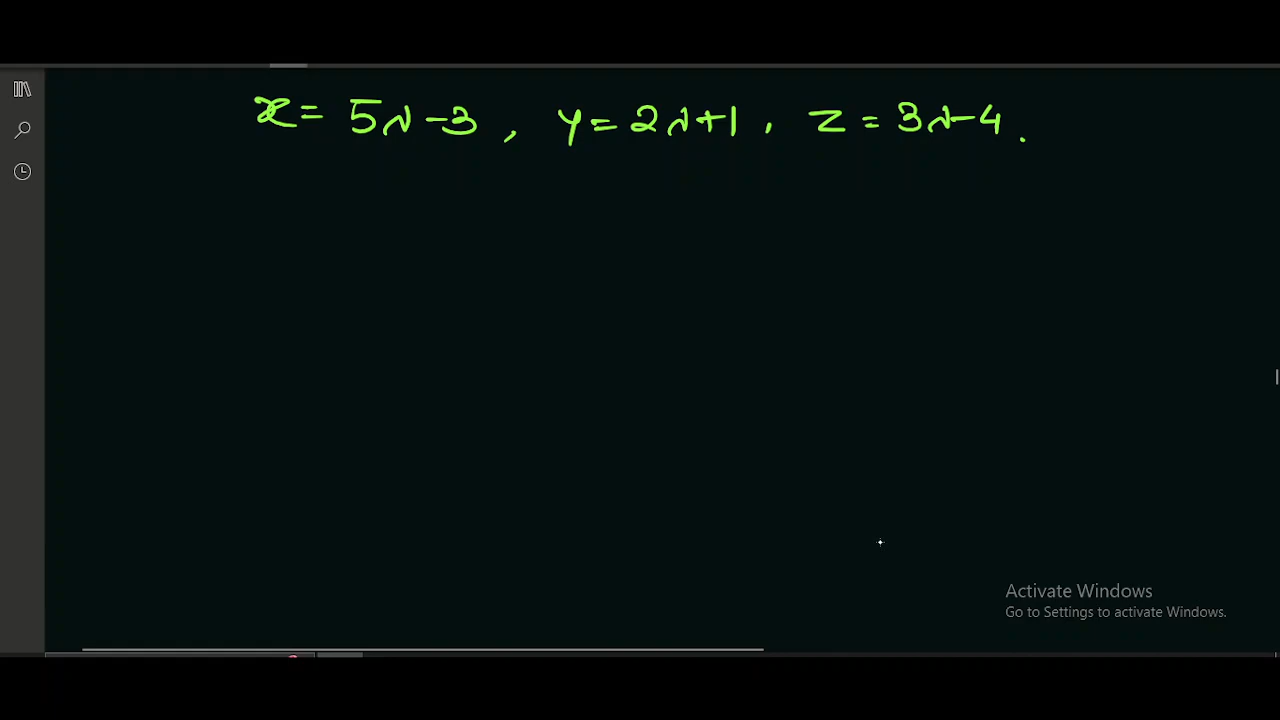 x = 5λ-3 , y = 2λ+1 , z = 3λ-4 .
Activate Windows
Go to Settings to activate Windows.